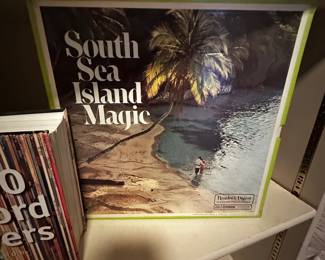 South
Sea
Island
Magic
Reader's Digest
0
ord
ers